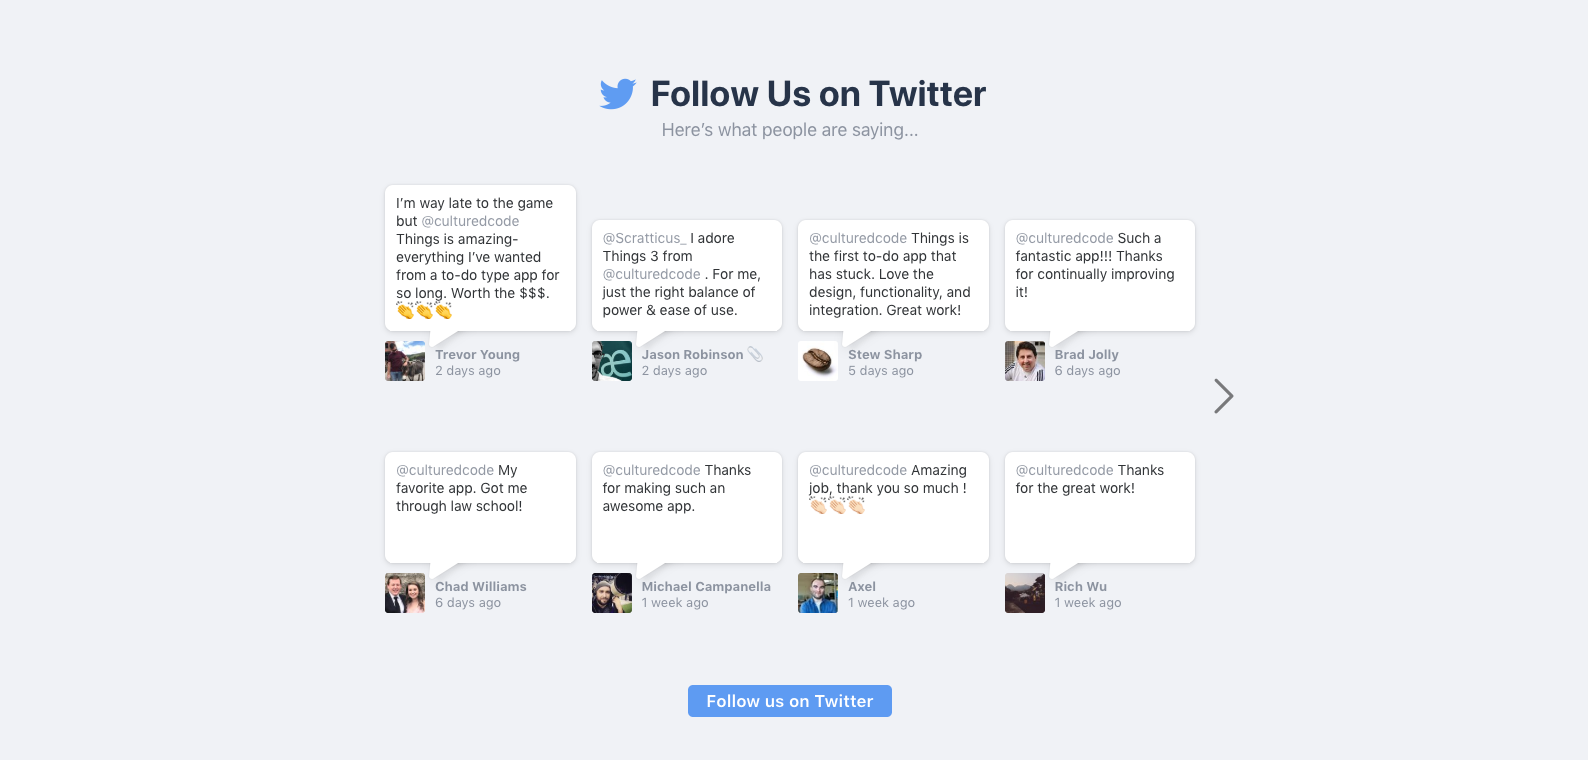 Follow Us on Twitter
Here’s what people are saying...
I’m way late to the game
but @culturedcode
Things is amazing-
everything I’ve wanted
from a to-do type app for
so long. Worth the $$$.
👏👏👏
Trevor Young
2 days ago
@Scratticus_ I adore
Things 3 from
@culturedcode . For me,
just the right balance of
power & ease of use.
Jason Robinson 📎
2 days ago
@culturedcode Things is
the first to-do app that
has stuck. Love the
design, functionality, and
integration. Great work!
Stew Sharp
5 days ago
@culturedcode Such a
fantastic app!!! Thanks
for continually improving
it!
Brad Jolly
6 days ago
@culturedcode My
favorite app. Got me
through law school!
Chad Williams
6 days ago
@culturedcode Thanks
for making such an
awesome app.
Michael Campanella
1 week ago
@culturedcode Amazing
job, thank you so much !
👏🏻👏🏻👏🏻
Axel
1 week ago
@culturedcode Thanks
for the great work!
Rich Wu
1 week ago
Follow us on Twitter